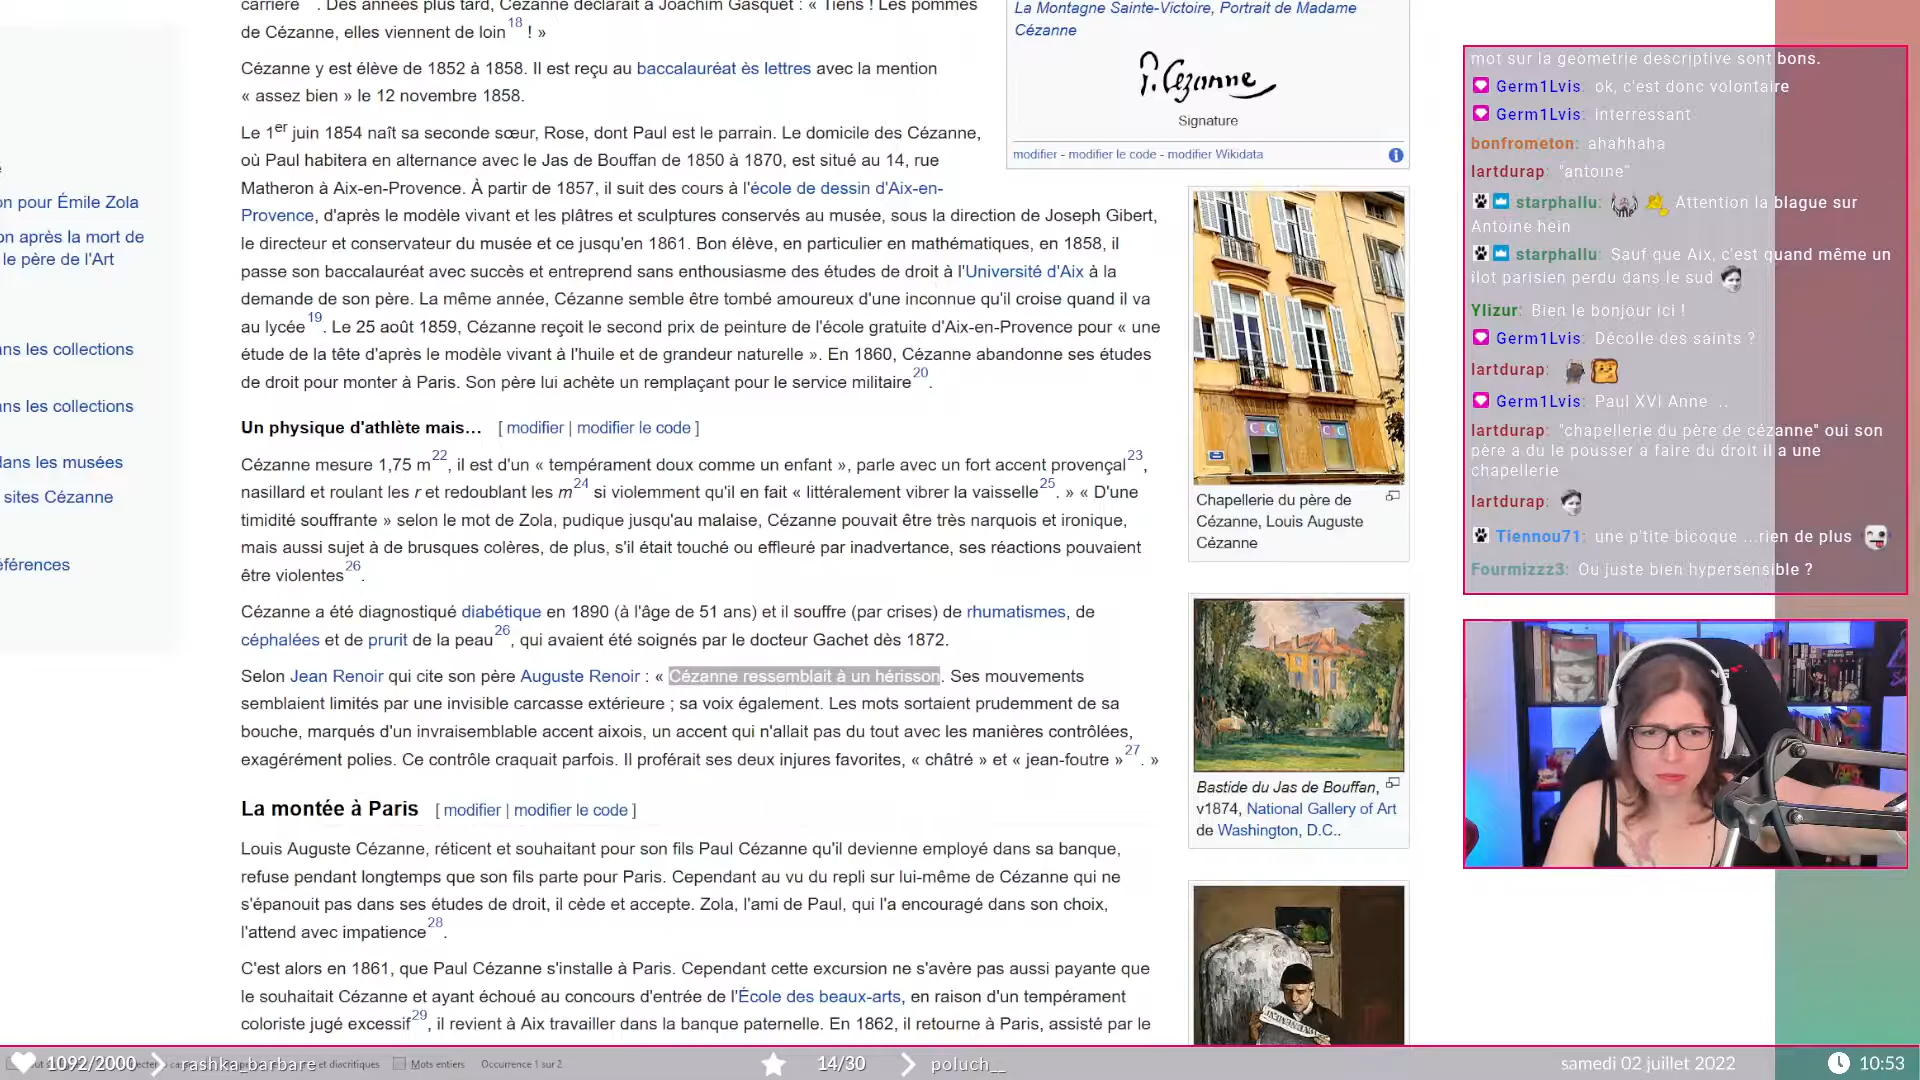 carrière . Des années plus tard, Cézanne déclarait à Joachim Gasquet : « Tiens ! Les pommes
de Cézanne, elles viennent de loin 18 ! »
Cézanne y est élève de 1852 à 1858. Il est reçu au baccalauréat ès lettres avec la mention
« assez bien » le 12 novembre 1858.
Le 1er juin 1854 naît sa seconde sœur, Rose, dont Paul est le parrain. Le domicile des Cézanne,
où Paul habitera en alternance avec le Jas de Bouffan de 1850 à 1870, est situé au 14, rue
Matheron à Aix-en-Provence. À partir de 1857, il suit des cours à l'école de dessin d'Aix-en-
Provence, d'après le modèle vivant et les plâtres et sculptures conservés au musée, sous la direction de Joseph Gibert,
le directeur et conservateur du musée et ce jusqu'en 1861. Bon élève, en particulier en mathématiques, en 1858, il
passe son baccalauréat avec succès et entreprend sans enthousiasme des études de droit à l'Université d'Aix à la
demande de son père. La même année, Cézanne semble être tombé amoureux d'une inconnue qu'il croise quand il va
au lycée 19. Le 25 août 1859, Cézanne reçoit le second prix de peinture de l'école gratuite d'Aix-en-Provence pour « une
étude de la tête d'après le modèle vivant à l'huile et de grandeur naturelle ». En 1860, Cézanne abandonne ses études
de droit pour monter à Paris. Son père lui achète un remplaçant pour le service militaire 20.
Un physique d'athlète mais… [ modifier | modifier le code ]
Cézanne mesure 1,75 m 22, il est d'un « tempérament doux comme un enfant », parle avec un fort accent provençal 23,
nasillard et roulant les r et redoublant les m 24 si violemment qu'il en fait « littéralement vibrer la vaisselle 25. » « D'une
timidité souffrante » selon le mot de Zola, pudique jusqu'au malaise, Cézanne pouvait être très narquois et ironique,
mais aussi sujet à de brusques colères, de plus, s'il était touché ou effleuré par inadvertance, ses réactions pouvaient
être violentes 26.
Cézanne a été diagnostiqué diabétique en 1890 (à l'âge de 51 ans) et il souffre (par crises) de rhumatismes, de
céphalées et de prurit de la peau 26, qui avaient été soignés par le docteur Gachet dès 1872.
Selon Jean Renoir qui cite son père Auguste Renoir : « Cézanne ressemblait à un hérisson. Ses mouvements
semblaient limités par une invisible carcasse extérieure ; sa voix également. Les mots sortaient prudemment de sa
bouche, marqués d'un invraisemblable accent aixois, un accent qui n'allait pas du tout avec les manières contrôlées,
exagérément polies. Ce contrôle craquait parfois. Il proférait ses deux injures favorites, « châtré » et « jean-foutre » 27. »
La montée à Paris [ modifier | modifier le code ]
Louis Auguste Cézanne, réticent et souhaitant pour son fils Paul Cézanne qu'il devienne employé dans sa banque,
refuse pendant longtemps que son fils parte pour Paris. Cependant au vu du repli sur lui-même de Cézanne qui ne
s'épanouit pas dans ses études de droit, il cède et accepte. Zola, l'ami de Paul, qui l'a encouragé dans son choix,
l'attend avec impatience 28.
C'est alors en 1861, que Paul Cézanne s'installe à Paris. Cependant cette excursion ne s'avère pas aussi payante que
le souhaitait Cézanne et ayant échoué au concours d'entrée de l'École des beaux-arts, en raison d'un tempérament
coloriste jugé excessif 29, il revient à Aix travailler dans la banque paternelle. En 1862, il retourne à Paris, assisté par le
on pour Émile Zola
on après la mort de
le père de l'Art
ans les collections
ans les collections
dans les musées
sites Cézanne
éférences
La Montagne Sainte-Victoire, Portrait de Madame
Cézanne
P. Cezanne
Signature
modifier - modifier le code - modifier Wikidata
Chapellerie du père de
Cézanne, Louis Auguste
Cézanne
Bastide du Jas de Bouffan,
v1874, National Gallery of Art
de Washington, D.C..
mot sur la geometrie descriptive sont bons.
Germ1Lvis: ok, c'est donc volontaire
Germ1Lvis: interressant
bonfrometon: ahahhaha
lartdurap: "antoine"
starphallu: Attention la blague sur
Antoine hein
starphallu: Sauf que Aix, c'est quand même un
ilot parisien perdu dans le sud
Ylizur: Bien le bonjour ici !
Germ1Lvis: Décolle des saints ?
lartdurap:
Germ1Lvis: Paul XVI Anne ..
lartdurap: "chapellerie du père de cézanne" oui son
père a du le pousser a faire du droit il a une
chapellerie
lartdurap:
Tiennou71: une p'tite bicoque ...rien de plus
Fourmizzz3: Ou juste bien hypersensible ?
1092/2000 rashka_barbare
et diacritiques Mots entiers Occurrence 1 sur 2
14/30 poluch__
samedi 02 juillet 2022 10:53